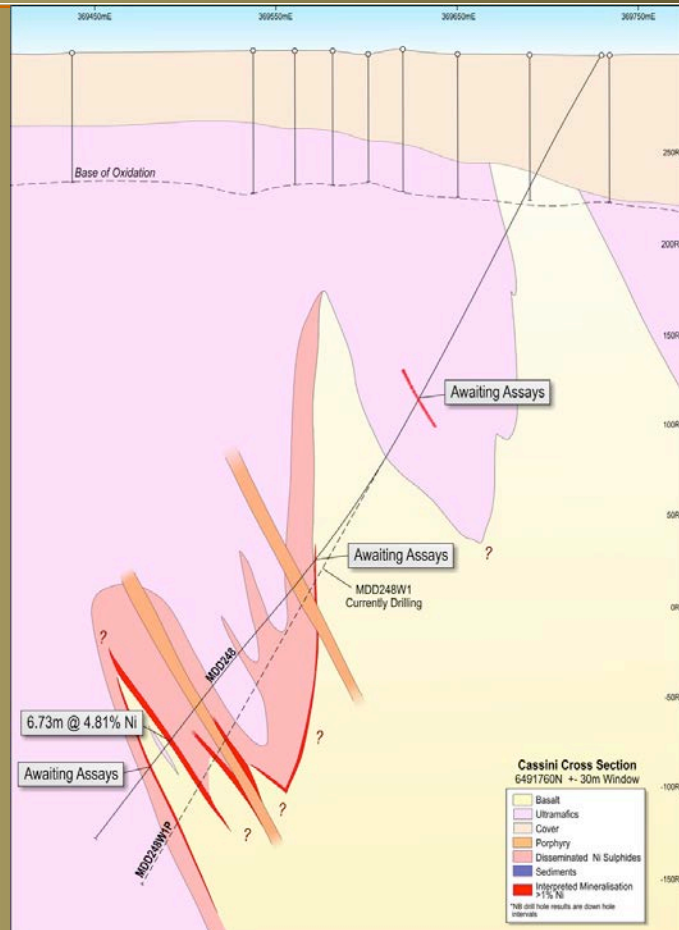 369450mE
369550mE
369650mE
369750mE
Base of Oxidation
250R
200R
150R
100R
50R
0R
-50R
-100R
-150R
Awaiting Assays
Awaiting Assays
?
MDD248W1
Currently Drilling
MDD248
?
6.73m @ 4.81% Ni
Awaiting Assays
MDD248W1P
?
?
?
Cassini Cross Section
6491760N +- 30m Window
Basalt
Ultramafics
Cover
Porphyry
Disseminated Ni Sulphides
Sediments
Interpreted Mineralisation
>1% Ni
*NB drill hole results are down hole
intervals